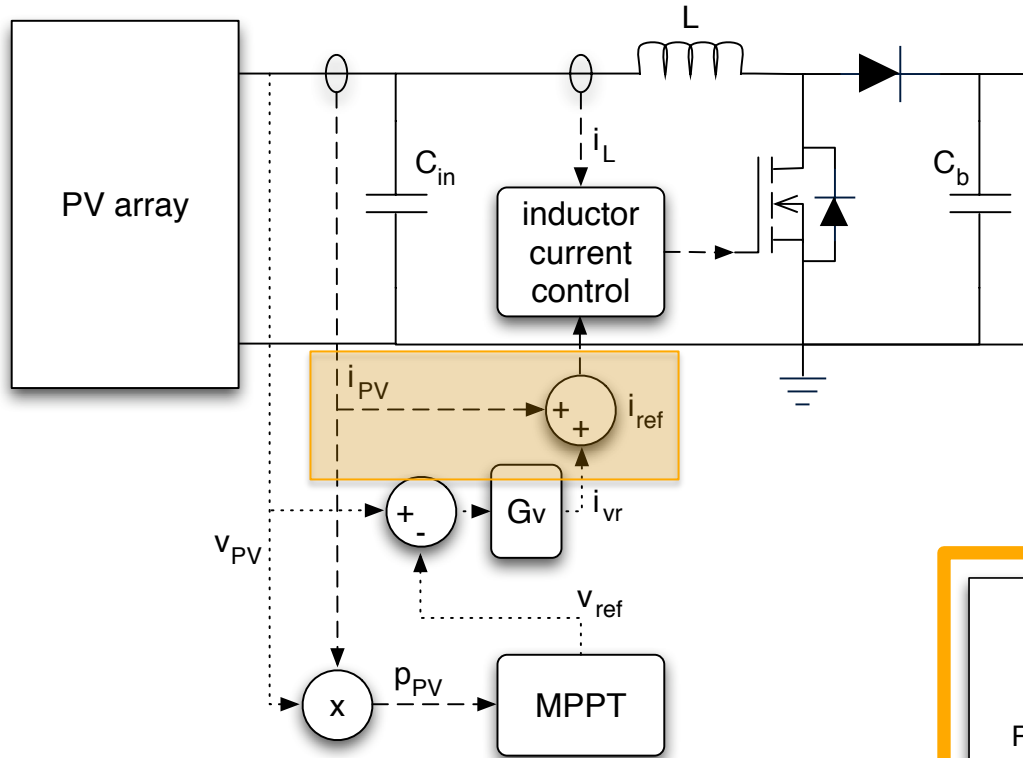 L
i_L
C_in
C_b
PV array
inductor
current
control
i_PV
+
+
i_ref
+
-
Gv
i_vr
v_PV
v_ref
x
p_PV
MPPT
F